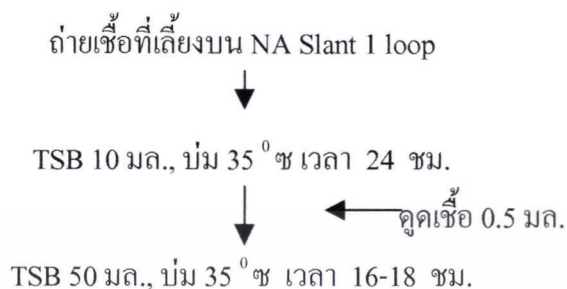 ถ่ายเชื้อที่เลี้ยงบน NA Slant 1 loop
TSB 10 มล., บ่ม 35 ⁰ซ เวลา 24 ชม.
ดูดเชื้อ 0.5 มล.
TSB 50 มล., บ่ม 35 ⁰ซ เวลา 16-18 ชม.